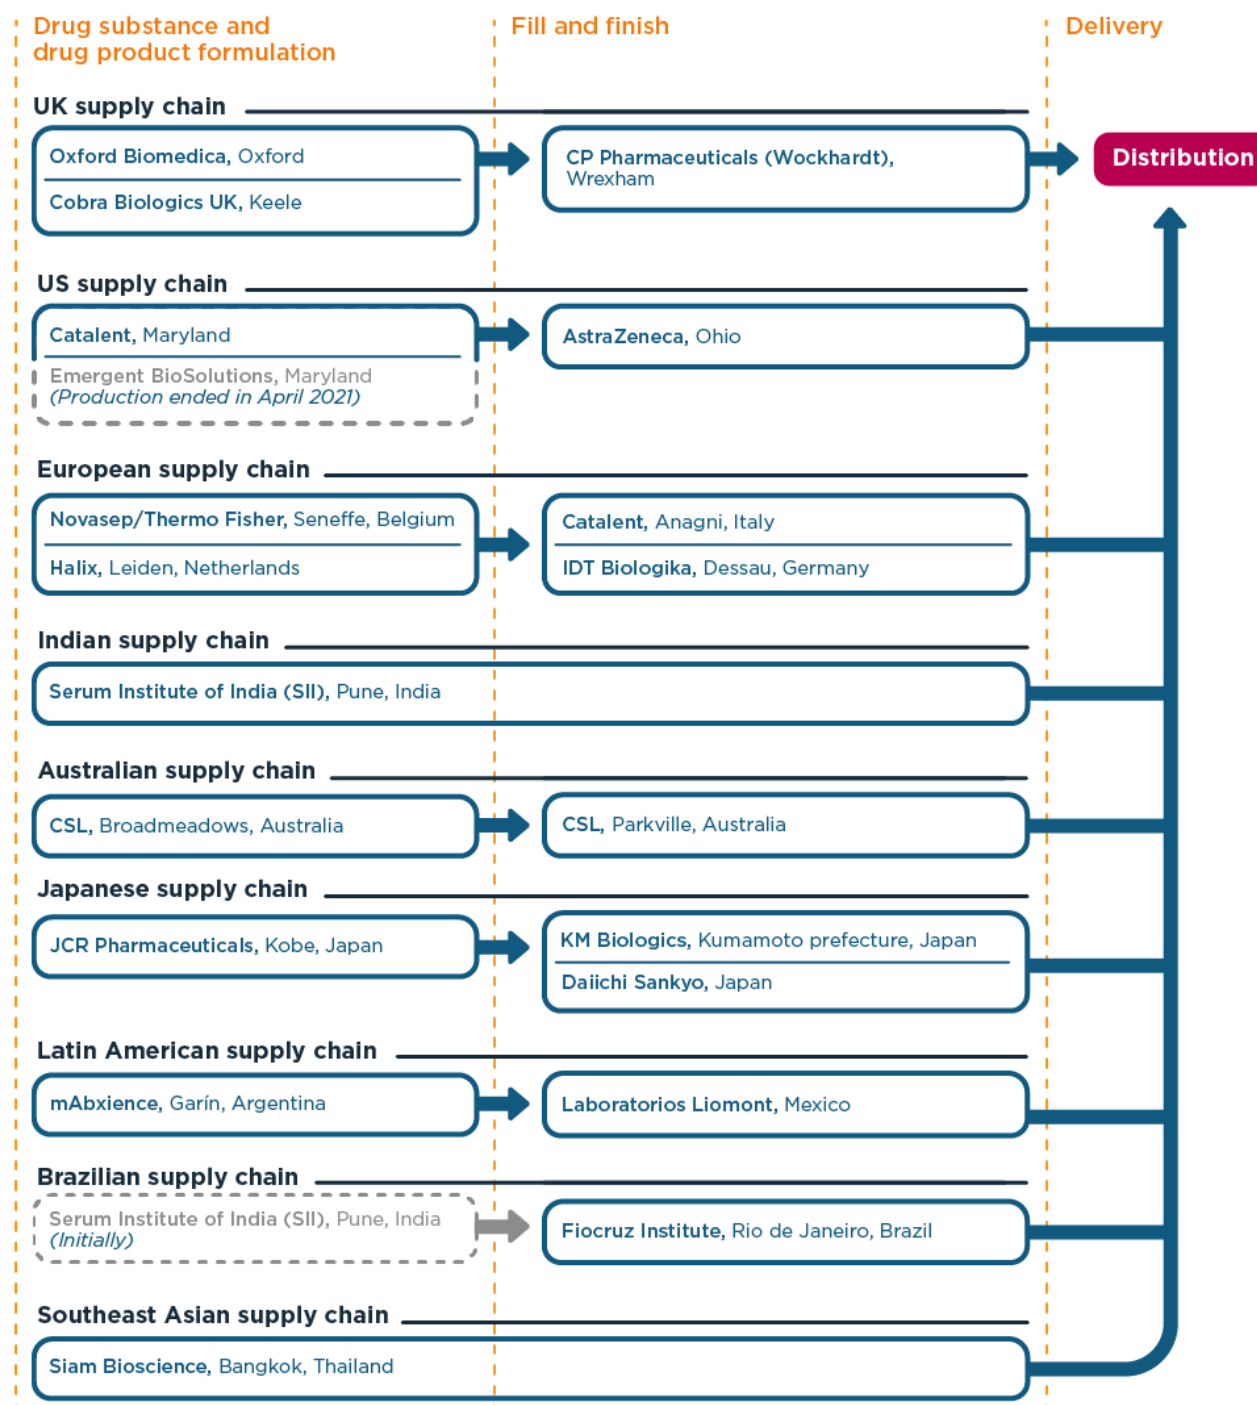 Drug substance and
drug product formulation
Fill and finish
Delivery
UK supply chain
Oxford Biomedica, Oxford
Cobra Biologics UK, Keele
CP Pharmaceuticals (Wockhardt),
Wrexham
Distribution
US supply chain
Catalent, Maryland
Emergent BioSolutions, Maryland
(Production ended in April 2021)
AstraZeneca, Ohio
European supply chain
Novasep/Thermo Fisher, Seneffe, Belgium
Halix, Leiden, Netherlands
Catalent, Anagni, Italy
IDT Biologika, Dessau, Germany
Indian supply chain
Serum Institute of India (SII), Pune, India
Australian supply chain
CSL, Broadmeadows, Australia
CSL, Parkville, Australia
Japanese supply chain
JCR Pharmaceuticals, Kobe, Japan
KM Biologics, Kumamoto prefecture, Japan
Daiichi Sankyo, Japan
Latin American supply chain
mAbxience, Garín, Argentina
Laboratorios Liomont, Mexico
Brazilian supply chain
Serum Institute of India (SII), Pune, India
(Initially)
Fiocruz Institute, Rio de Janeiro, Brazil
Southeast Asian supply chain
Siam Bioscience, Bangkok, Thailand